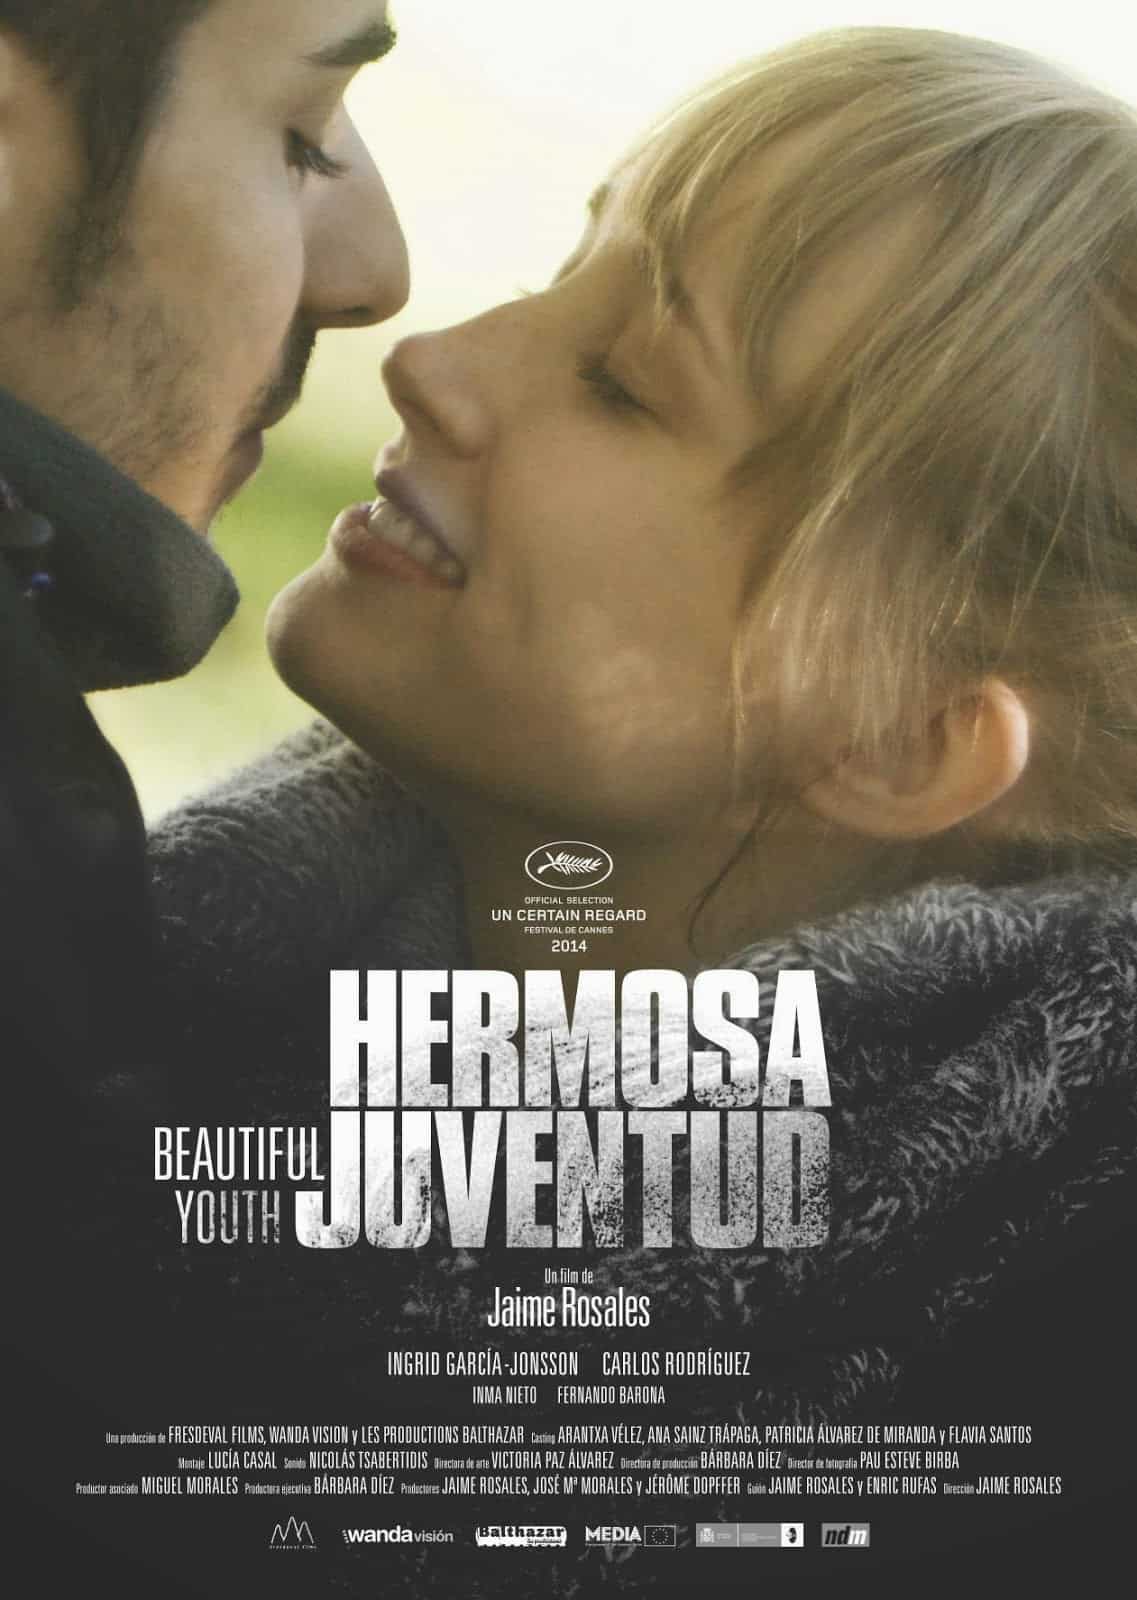 OFFICIAL SELECTION
UN CERTAIN REGARD
FESTIVAL DE CANNES
2014
HERMOSA
BEAUTIFUL JUVENTUD
YOUTH
Un film de
Jaime Rosales
INGRID GARCÍA-JONSSON CARLOS RODRÍGUEZ
INMA NIETO FERNANDO BARONA
Una producción de FRESDEVAL FILMS, WANDA VISION y LES PRODUCTIONS BALTHAZAR Casting ARANTXA VÉLEZ, ANA SAINZ TRÁPAGA, PATRICIA ÁLVAREZ DE MIRANDA y FLAVIA SANTOS
Montaje LUCÍA CASAL Sonido NICOLÁS TSABERTIDIS Directora de arte VICTORIA PAZ ÁLVAREZ Directora de producción BÁRBARA DÍEZ Director de fotografía PAU ESTEVE BIRBA
Productor asociado MIGUEL MORALES Productora ejecutiva BÁRBARA DÍEZ Productores JAIME ROSALES, JOSÉ Mª MORALES y JÉRÔME DOPFFER Guión JAIME ROSALES y ENRIC RUFAS Dirección JAIME ROSALES
FRESDEVAL FILMS wandavisión Balthazar MEDIA ndm